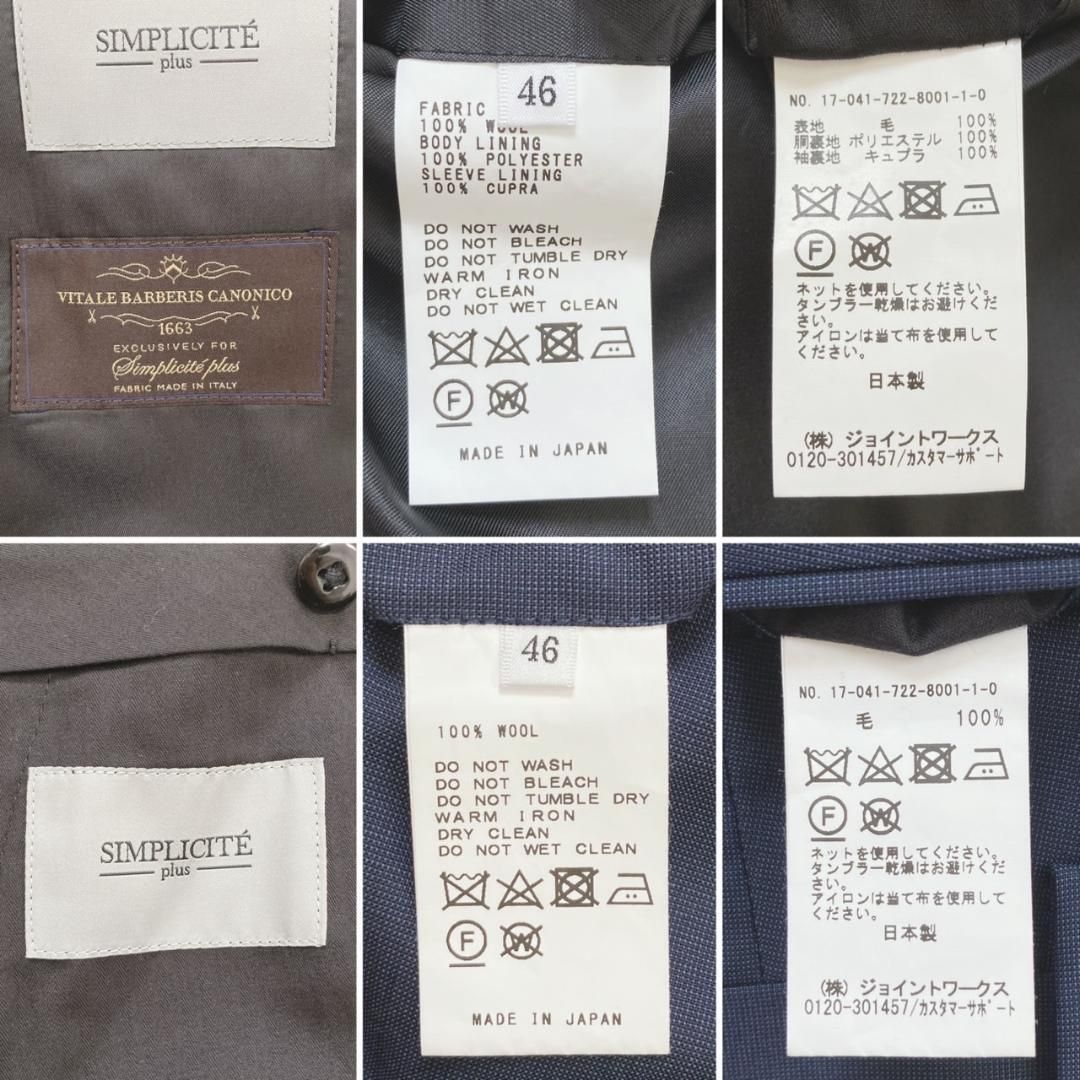 SIMPLICITÉ
plus
VITALE BARBERIS CANONICO
1663
EXCLUSIVELY FOR
Simplicité plus
FABRIC MADE IN ITALY
46
FABRIC
100% WOOL
BODY LINING
100% POLYESTER
SLEEVE LINING
100% CUPRA
DO NOT WASH
DO NOT BLEACH
DO NOT TUMBLE DRY
WARM IRON
DRY CLEAN
DO NOT WET CLEAN
F W
MADE IN JAPAN
NO. 17-041-722-8001-1-0
表地 毛 100%
胴裏地 ポリエステル 100%
袖裏地 キュプラ 100%
F W
ネットを使用してください。
タンブラー乾燥はお避けくだ
さい。
アイロンは当て布を使用して
ください。
日本製
(株) ジョイントワークス
0120-301457/カスタマーサポート
SIMPLICITÉ
plus
46
100% WOOL
DO NOT WASH
DO NOT BLEACH
DO NOT TUMBLE DRY
WARM IRON
DRY CLEAN
DO NOT WET CLEAN
F W
MADE IN JAPAN
NO. 17-041-722-8001-1-0
毛 100%
F W
ネットを使用してください。
タンブラー乾燥はお避けくだ
さい。
アイロンは当て布を使用して
ください。
日本製
(株) ジョイントワークス
0120-301457/カスタマーサポート